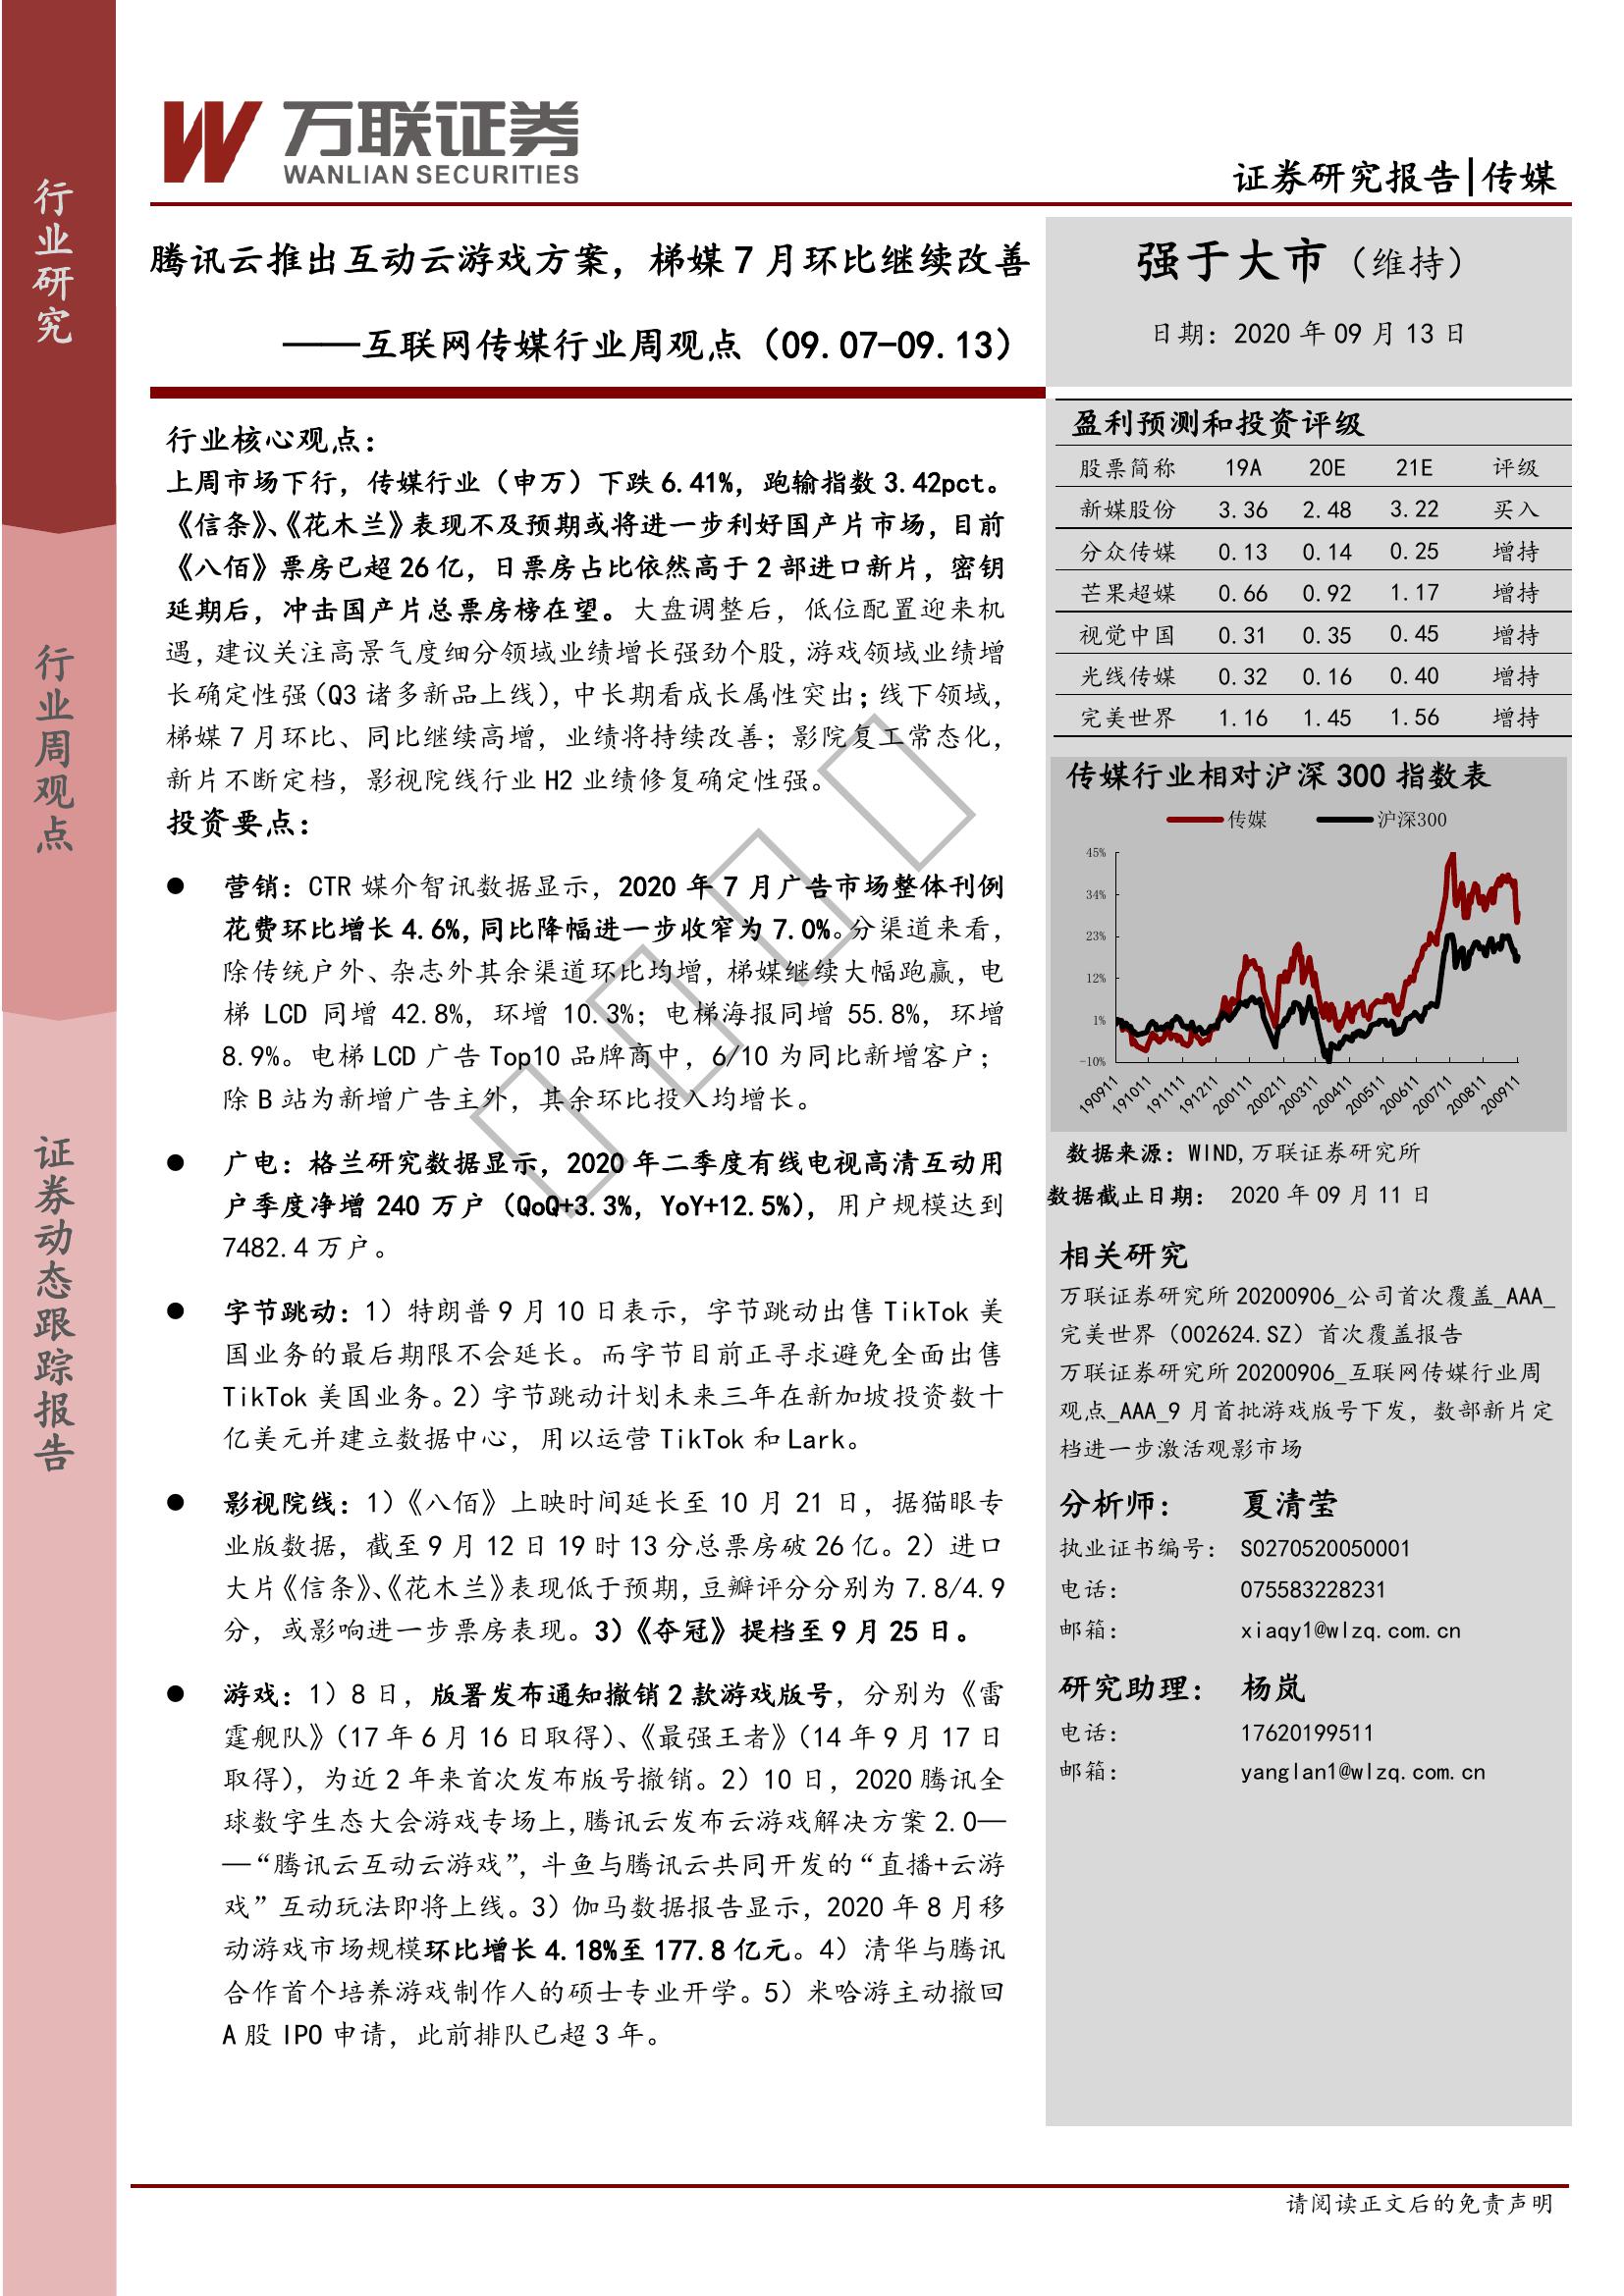 行业研究
行业周观点
证券动态跟踪报告
万联证券
WANLIAN SECURITIES
证券研究报告|传媒
腾讯云推出互动云游戏方案，梯媒 7 月环比继续改善
——互联网传媒行业周观点（09.07-09.13）
强于大市（维持）
日期：2020 年 09 月 13 日
行业核心观点：
上周市场下行，传媒行业（申万）下跌 6.41%，跑输指数 3.42pct。
《信条》、《花木兰》表现不及预期或将进一步利好国产片市场，目前
《八佰》票房已超 26 亿，日票房占比依然高于 2 部进口新片，密钥
延期后，冲击国产片总票房榜在望。大盘调整后，低位配置迎来机
遇，建议关注高景气度细分领域业绩增长强劲个股，游戏领域业绩增
长确定性强（Q3 诸多新品上线），中长期看成长属性突出；线下领域，
梯媒 7 月环比、同比继续高增，业绩将持续改善；影院复工常态化，
新片不断定档，影视院线行业 H2 业绩修复确定性强。
投资要点：
● 营销：CTR 媒介智讯数据显示，2020 年 7 月广告市场整体刊例
花费环比增长 4.6%，同比降幅进一步收窄为 7.0%。分渠道来看，
除传统户外、杂志外其余渠道环比均增，梯媒继续大幅跑赢，电
梯 LCD 同增 42.8%，环增 10.3%；电梯海报同增 55.8%，环增
8.9%。电梯 LCD 广告 Top10 品牌商中，6/10 为同比新增客户；
除 B 站为新增广告主外，其余环比投入均增长。
● 广电：格兰研究数据显示，2020 年二季度有线电视高清互动用
户季度净增 240 万户（QoQ+3.3%，YoY+12.5%），用户规模达到
7482.4 万户。
● 字节跳动：1）特朗普 9 月 10 日表示，字节跳动出售 TikTok 美
国业务的最后期限不会延长。而字节目前正寻求避免全面出售
TikTok 美国业务。2）字节跳动计划未来三年在新加坡投资数十
亿美元并建立数据中心，用以运营 TikTok 和 Lark。
● 影视院线：1）《八佰》上映时间延长至 10 月 21 日，据猫眼专
业版数据，截至 9 月 12 日 19 时 13 分总票房破 26 亿。2）进口
大片《信条》、《花木兰》表现低于预期，豆瓣评分分别为 7.8/4.9
分，或影响进一步票房表现。3）《夺冠》提档至 9 月 25 日。
● 游戏：1）8 日，版署发布通知撤销 2 款游戏版号，分别为《雷
霆舰队》（17 年 6 月 16 日取得）、《最强王者》（14 年 9 月 17 日
取得），为近 2 年来首次发布版号撤销。2）10 日，2020 腾讯全
球数字生态大会游戏专场上，腾讯云发布云游戏解决方案 2.0—
—“腾讯云互动云游戏”，斗鱼与腾讯云共同开发的“直播+云游
戏”互动玩法即将上线。3）伽马数据报告显示，2020 年 8 月移
动游戏市场规模环比增长 4.18%至 177.8 亿元。4）清华与腾讯
合作首个培养游戏制作人的硕士专业开学。5）米哈游主动撤回
A 股 IPO 申请，此前排队已超 3 年。
盈利预测和投资评级
股票简称 19A 20E 21E 评级
新媒股份 3.36 2.48 3.22 买入
分众传媒 0.13 0.14 0.25 增持
芒果超媒 0.66 0.92 1.17 增持
视觉中国 0.31 0.35 0.45 增持
光线传媒 0.32 0.16 0.40 增持
完美世界 1.16 1.45 1.56 增持
传媒行业相对沪深 300 指数表
传媒 沪深300
45%
34%
23%
12%
1%
-10%
190911 191011 191111 191211 200111 200211 200311 200411 200511 200611 200711 200811 200911
数据来源：WIND,万联证券研究所
数据截止日期： 2020 年 09 月 11 日
相关研究
万联证券研究所 20200906_公司首次覆盖_AAA_
完美世界（002624.SZ）首次覆盖报告
万联证券研究所 20200906_互联网传媒行业周
观点_AAA_9 月首批游戏版号下发，数部新片定
档进一步激活观影市场
分析师： 夏清莹
执业证书编号： S0270520050001
电话： 075583228231
邮箱： xiaqy1@wlzq.com.cn
研究助理： 杨岚
电话： 17620199511
邮箱： yanglan1@wlzq.com.cn
请阅读正文后的免责声明